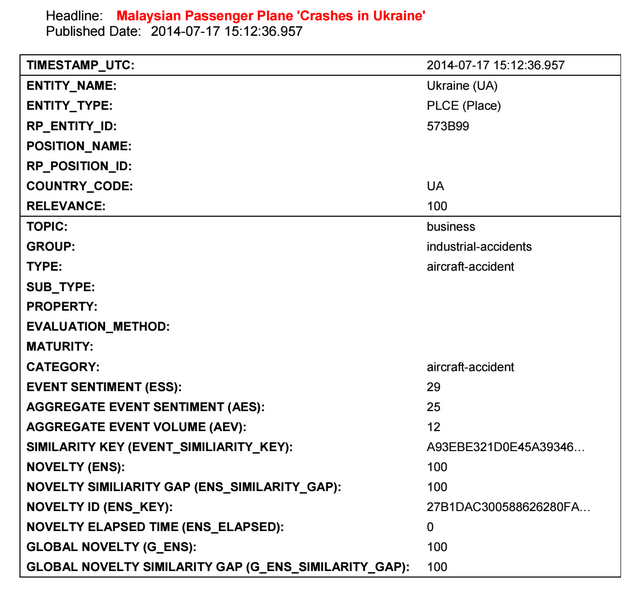 Headline: Malaysian Passenger Plane 'Crashes in Ukraine'
Published Date: 2014-07-17 15:12:36.957
TIMESTAMP_UTC: 2014-07-17 15:12:36.957
ENTITY_NAME: Ukraine (UA)
ENTITY_TYPE: PLCE (Place)
RP_ENTITY_ID: 573B99
POSITION_NAME:
RP_POSITION_ID:
COUNTRY_CODE: UA
RELEVANCE: 100
TOPIC: business
GROUP: industrial-accidents
TYPE: aircraft-accident
SUB_TYPE:
PROPERTY:
EVALUATION_METHOD:
MATURITY:
CATEGORY: aircraft-accident
EVENT SENTIMENT (ESS): 29
AGGREGATE EVENT SENTIMENT (AES): 25
AGGREGATE EVENT VOLUME (AEV): 12
SIMILARITY KEY (EVENT_SIMILIARITY_KEY): A93EBE321D0E45A39346...
NOVELTY (ENS): 100
NOVELTY SIMILIARITY GAP (ENS_SIMILARITY_GAP): 100
NOVELTY ID (ENS_KEY): 27B1DAC300588626280FA...
NOVELTY ELAPSED TIME (ENS_ELAPSED): 0
GLOBAL NOVELTY (G_ENS): 100
GLOBAL NOVELTY SIMILARITY GAP (G_ENS_SIMILARITY_GAP): 100